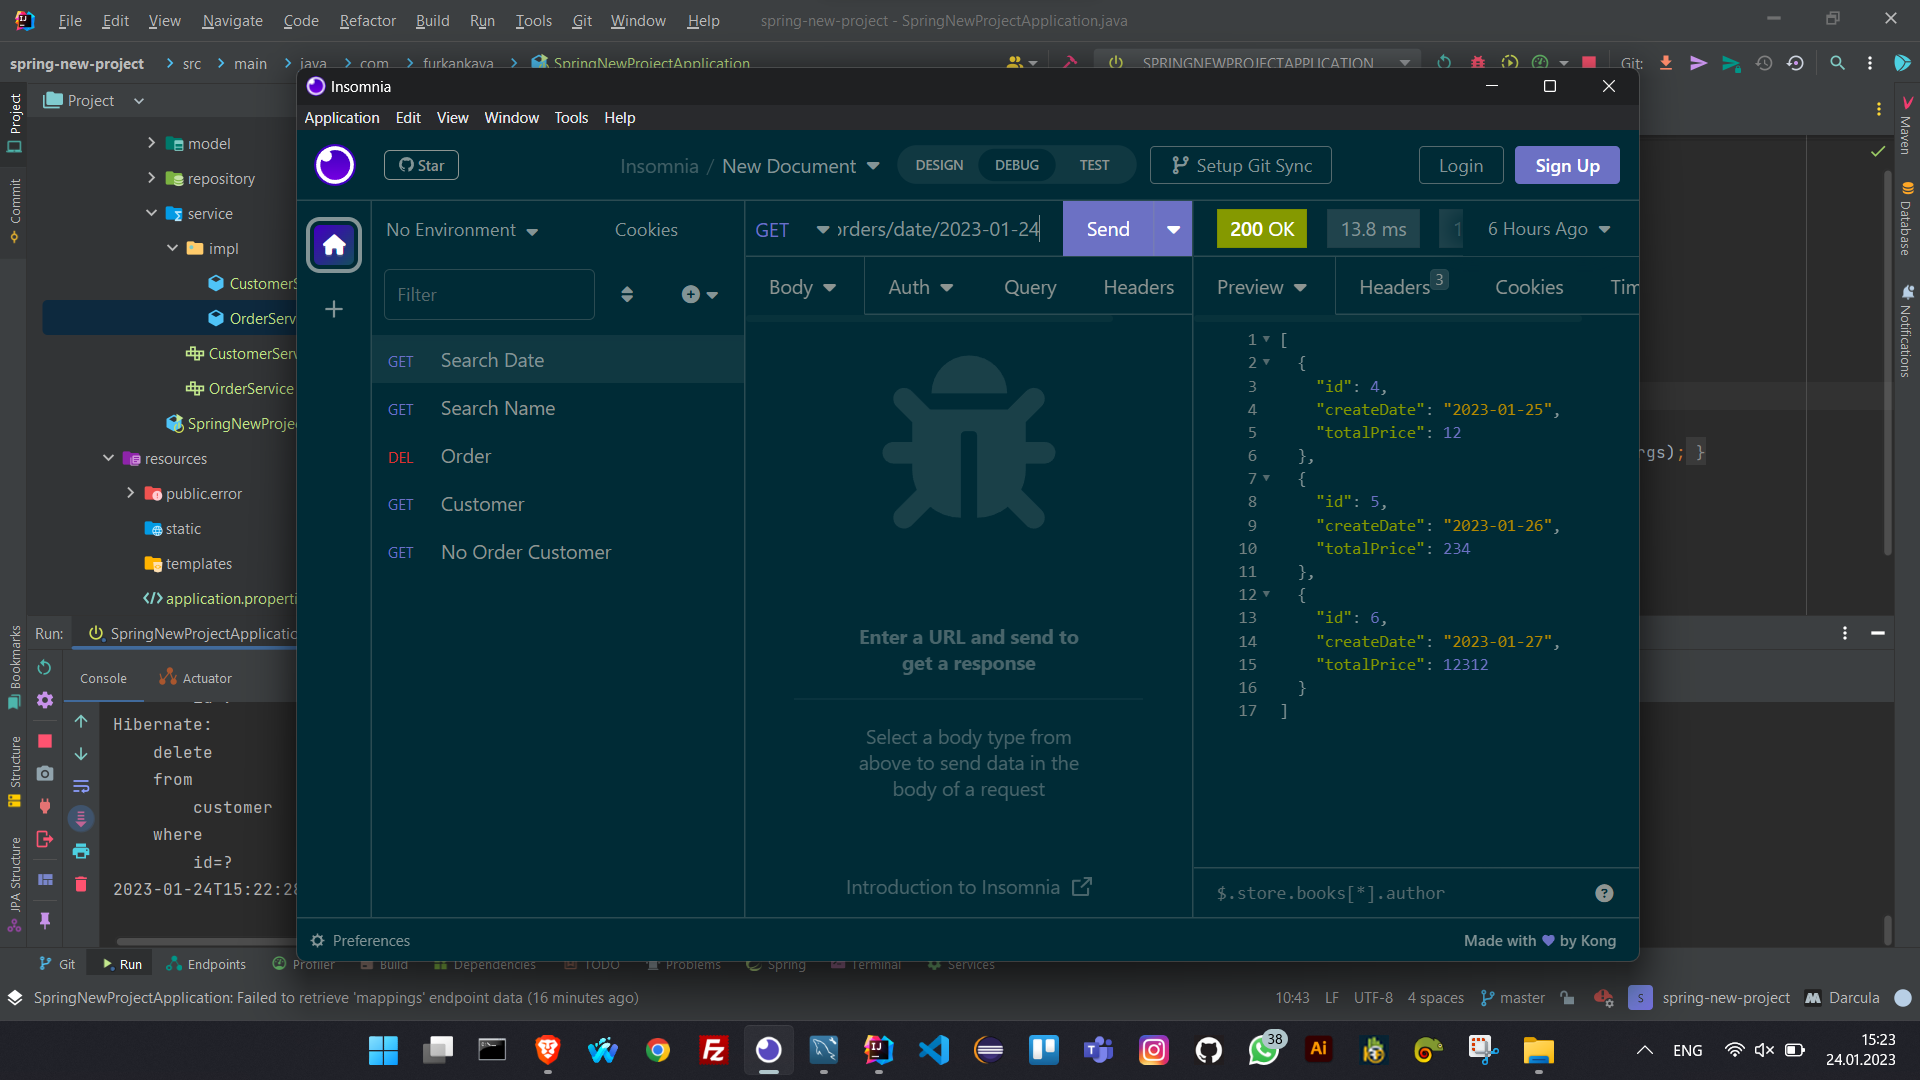 File Edit View Navigate Code Refactor Build Run Tools Git Window Help spring-new-project - SpringNewProjectApplication.java
spring-new-project src main java com furkankaya SpringNewProjectApplication SPRINGNEWPROJECTAPPLICATION Git:
Project
Project
Commit
model
repository
service
impl
CustomerS
OrderServ
CustomerServ
OrderService
SpringNewProje
resources
public.error
static
templates
application.properti
Maven
Database
Notifications
rgs); }
Insomnia
Application Edit View Window Tools Help
Star
Insomnia / New Document
DESIGN DEBUG TEST
Setup Git Sync
Login
Sign Up
No Environment
Cookies
Filter
GET Search Date
GET Search Name
DEL Order
GET Customer
GET No Order Customer
GET orders/date/2023-01-24
Send
Body Auth Query Headers
Enter a URL and send to
get a response
Select a body type from
above to send data in the
body of a request
Introduction to Insomnia
200 OK 13.8 ms 1 6 Hours Ago
Preview Headers 3 Cookies Tim
1 [
2 {
3 "id": 4,
4 "createDate": "2023-01-25",
5 "totalPrice": 12
6 },
7 {
8 "id": 5,
9 "createDate": "2023-01-26",
10 "totalPrice": 234
11 },
12 {
13 "id": 6,
14 "createDate": "2023-01-27",
15 "totalPrice": 12312
16 }
17 ]
$.store.books[*].author
?
Preferences
Made with by Kong
Bookmarks
Structure
JPA Structure
Run: SpringNewProjectApplicatio
Console Actuator
Hibernate:
delete
from
customer
where
id=?
2023-01-24T15:22:28
Git Run Endpoints Profiler Build Dependencies TODO Problems Spring Terminal Services
SpringNewProjectApplication: Failed to retrieve 'mappings' endpoint data (16 minutes ago)
10:43 LF UTF-8 4 spaces master S spring-new-project Darcula
38
Ai
ENG
15:23
24.01.2023